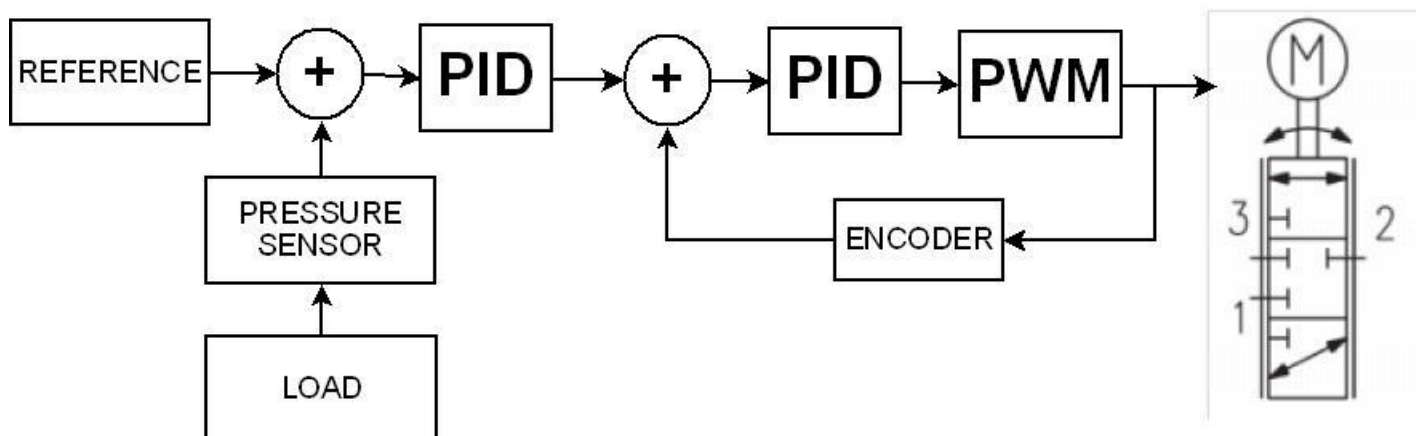 REFERENCE
+
PID
+
PID
PWM
M
PRESSURE
SENSOR
ENCODER
3
2
1
LOAD